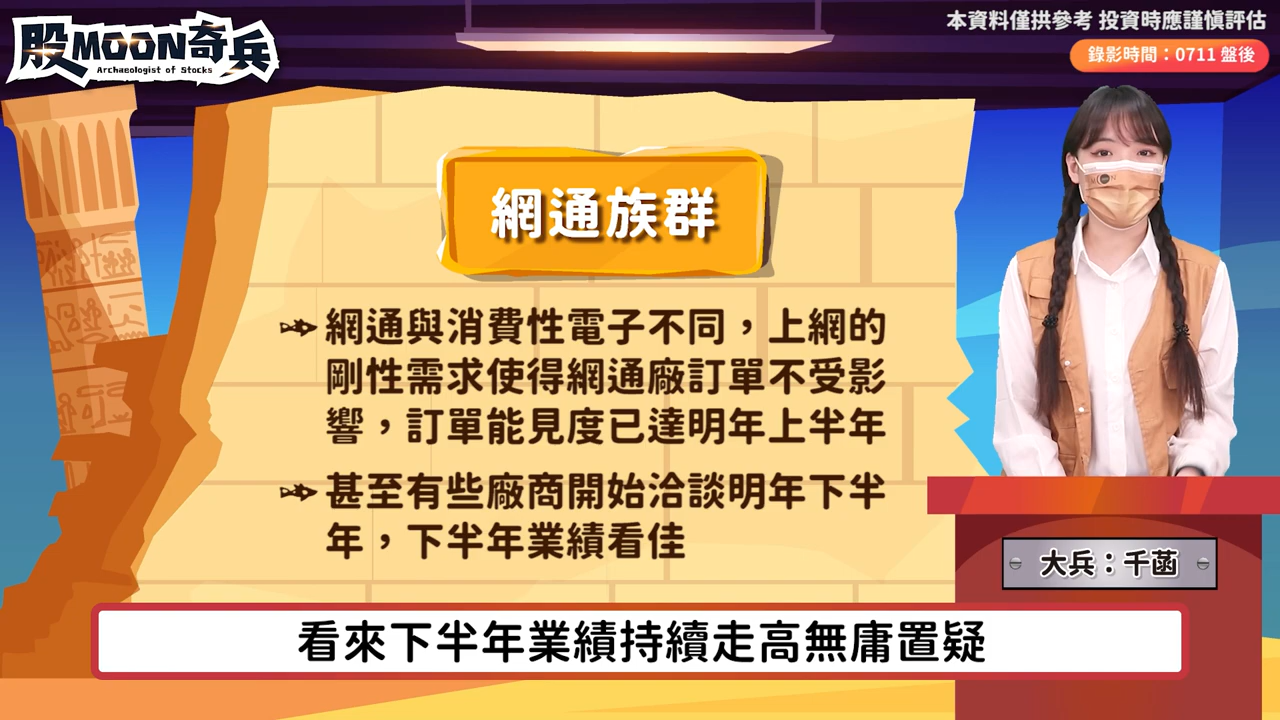 股MOON奇兵
Archaeologist of Stocks
本資料僅拱參考 投資時應謹慎評估
錄影時間：0711 盤後
網通族群
網通與消費性電子不同，上網的
剛性需求使得網通廠訂單不受影
響，訂單能見度已達明年上半年
甚至有些廠商開始洽談明年下半
年，下半年業績看佳
大兵：千菡
看來下半年業績持續走高無庸置疑